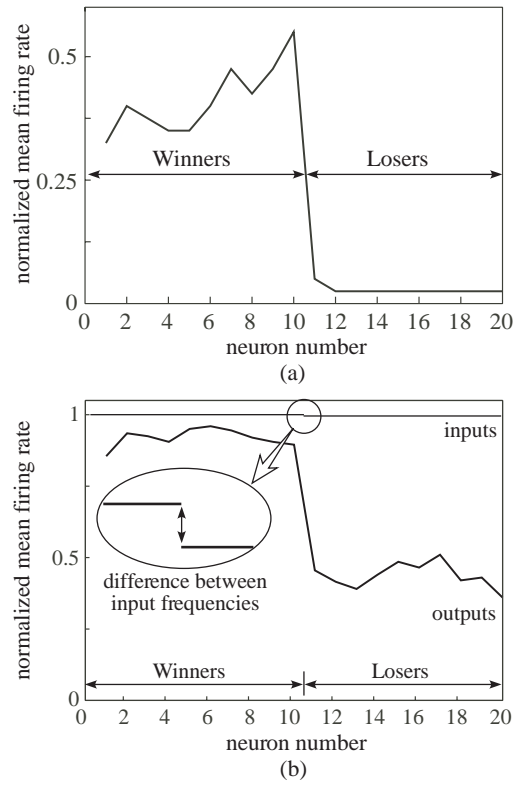 normalized mean firing rate
0.5
0.25
0
Winners
Losers
0 2 4 6 8 10 12 14 16 18 20
neuron number
(a)
normalized mean firing rate
1
0.5
0
inputs
difference between
input frequencies
outputs
Winners
Losers
0 2 4 6 8 10 12 14 16 18 20
neuron number
(b)